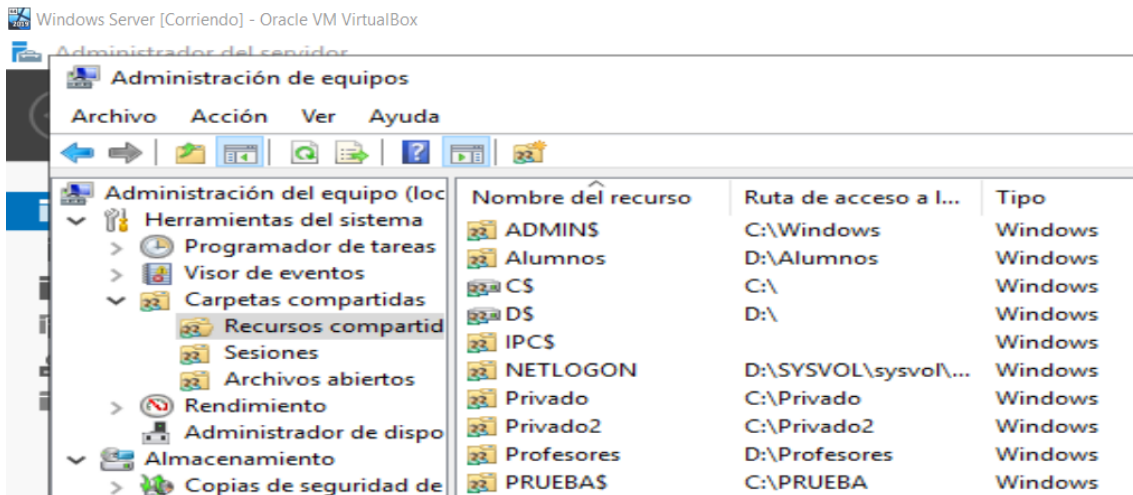 Windows Server [Corriendo] - Oracle VM VirtualBox
Administrador del servidor
Administración de equipos
Archivo Acción Ver Ayuda
Administración del equipo (loc
Herramientas del sistema
Programador de tareas
Visor de eventos
Carpetas compartidas
Recursos compartid
Sesiones
Archivos abiertos
Rendimiento
Administrador de dispo
Almacenamiento
Copias de seguridad de
Nombre del recurso Ruta de acceso a l... Tipo
ADMIN$ C:\Windows Windows
Alumnos D:\Alumnos Windows
C$ C:\ Windows
D$ D:\ Windows
IPC$ Windows
NETLOGON D:\SYSVOL\sysvol\... Windows
Privado C:\Privado Windows
Privado2 C:\Privado2 Windows
Profesores D:\Profesores Windows
PRUEBA$ C:\PRUEBA Windows